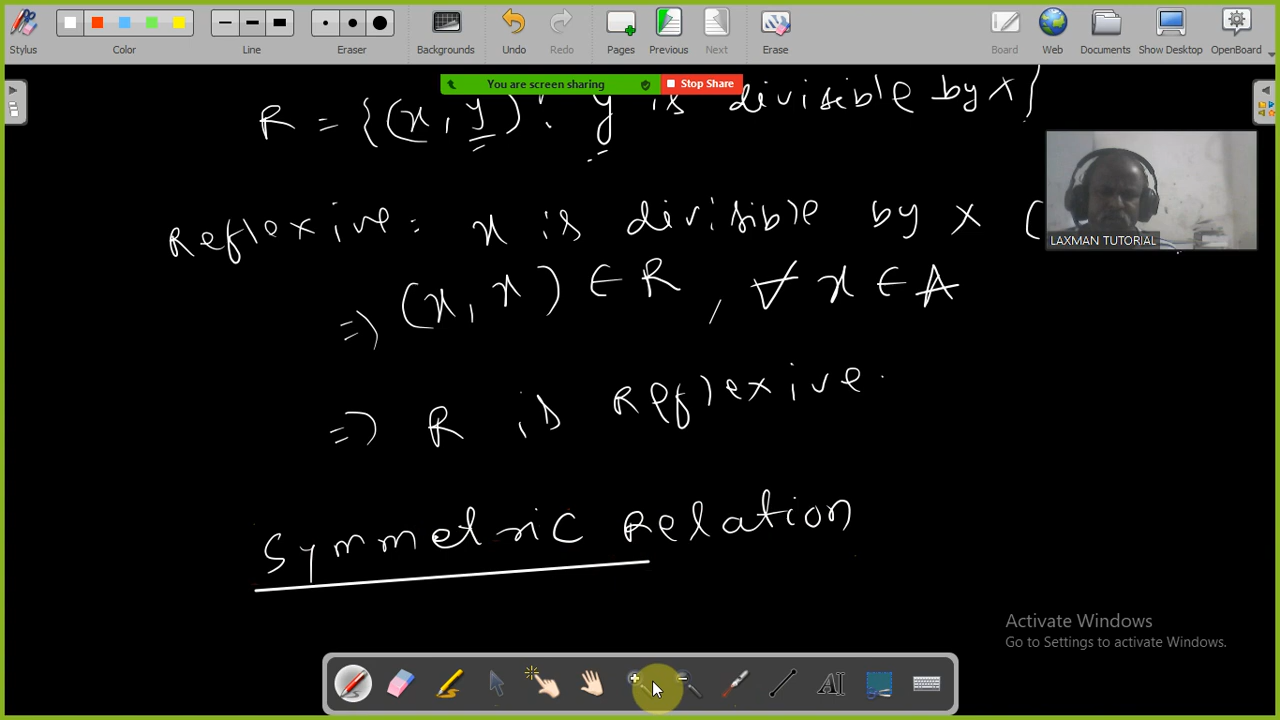 Stylus Color Line Eraser Backgrounds Undo Redo Pages Previous Next Erase Board Web Documents Show Desktop OpenBoard
You are screen sharing Stop Share
R = {(x, y) : y is divisible by x}
Reflexive : x is divisible by x (
LAXMAN TUTORIAL
⇒ (x, x) ∈ R , ∀ x ∈ A
⇒ R is Reflexive.
Symmetric Relation
Activate Windows
Go to Settings to activate Windows.
AI